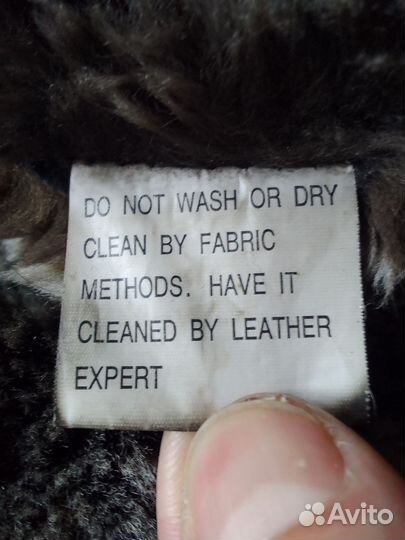 DO NOT WASH OR DRY
CLEAN BY FABRIC
METHODS. HAVE IT
CLEANED BY LEATHER
EXPERT
Avito